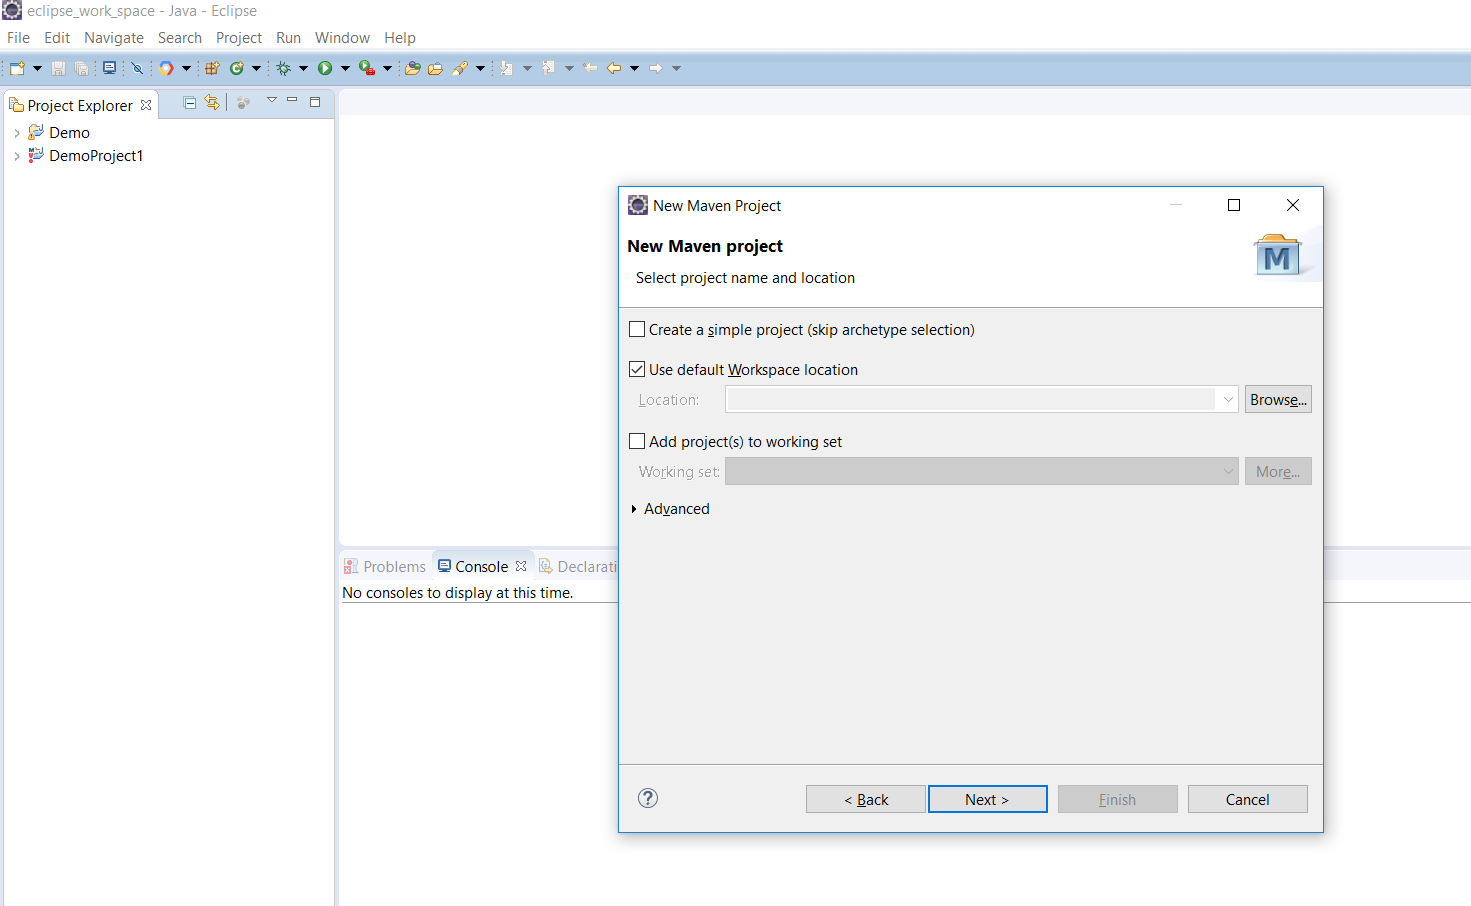 eclipse_work_space - Java - Eclipse
File Edit Navigate Search Project Run Window Help
Project Explorer
Demo
DemoProject1
New Maven Project
New Maven project
M
Select project name and location
Create a simple project (skip archetype selection)
Use default Workspace location
Location: Browse...
Add project(s) to working set
Working set: More...
Advanced
? < Back Next > Finish Cancel
Problems Console Declarati
No consoles to display at this time.